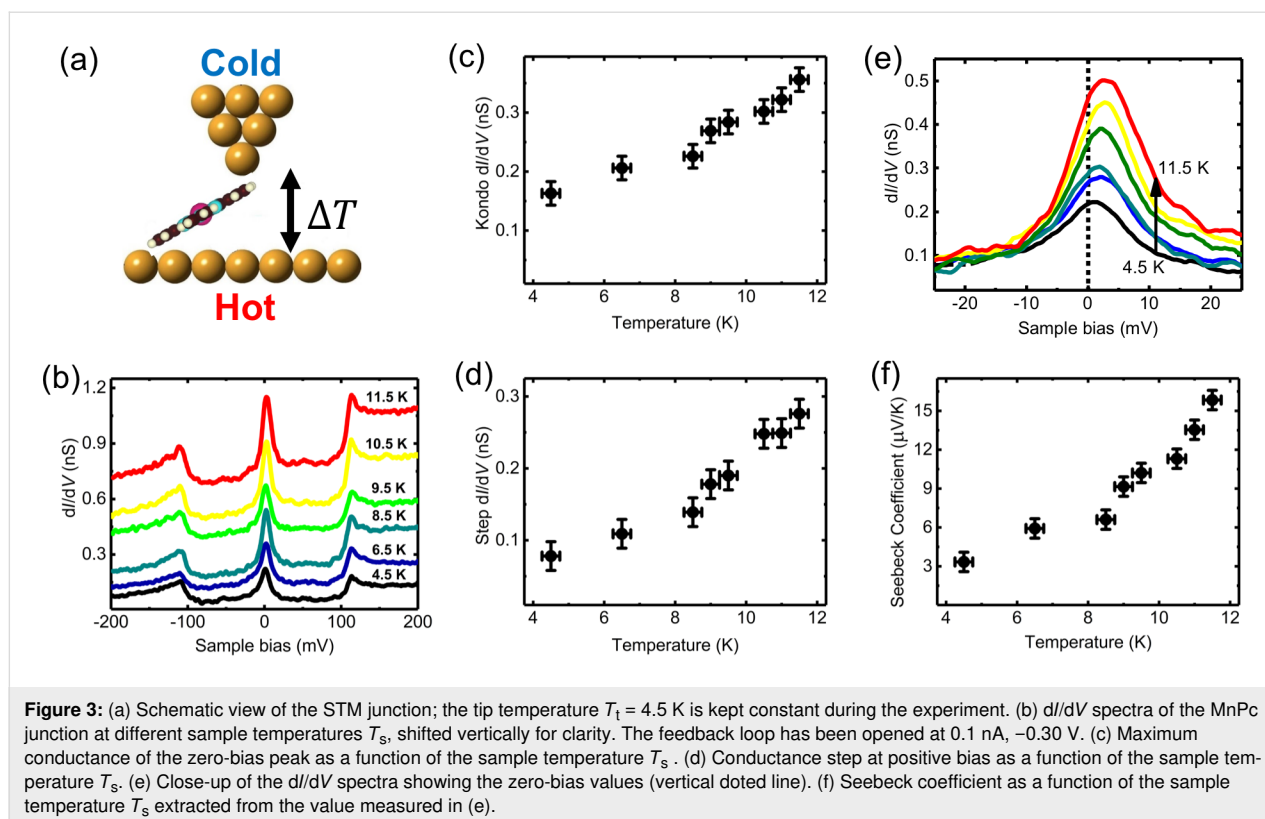 (a)
Cold
ΔT
Hot
(b)
dI/dV (nS)
1.2
0.9
0.6
0.3
11.5 K
10.5 K
9.5 K
8.5 K
6.5 K
4.5 K
-200
-100
0
100
200
Sample bias (mV)
(c)
Kondo dI/dV (nS)
0.3
0.2
0.1
4
6
8
10
12
Temperature (K)
(d)
Step dI/dV (nS)
0.3
0.2
0.1
4
6
8
10
12
Temperature (K)
(e)
dI/dV (nS)
0.5
0.4
0.3
0.2
0.1
11.5 K
4.5 K
-20
-10
0
10
20
Sample bias (mV)
(f)
Seebeck Coefficient (μV/K)
15
12
9
6
3
4
6
8
10
12
Temperature (K)
Figure 3: (a) Schematic view of the STM junction; the tip temperature Tt = 4.5 K is kept constant during the experiment. (b) dI/dV spectra of the MnPc
junction at different sample temperatures Ts, shifted vertically for clarity. The feedback loop has been opened at 0.1 nA, −0.30 V. (c) Maximum
conductance of the zero-bias peak as a function of the sample temperature Ts . (d) Conductance step at positive bias as a function of the sample tem-
perature Ts. (e) Close-up of the dI/dV spectra showing the zero-bias values (vertical doted line). (f) Seebeck coefficient as a function of the sample
temperature Ts extracted from the value measured in (e).